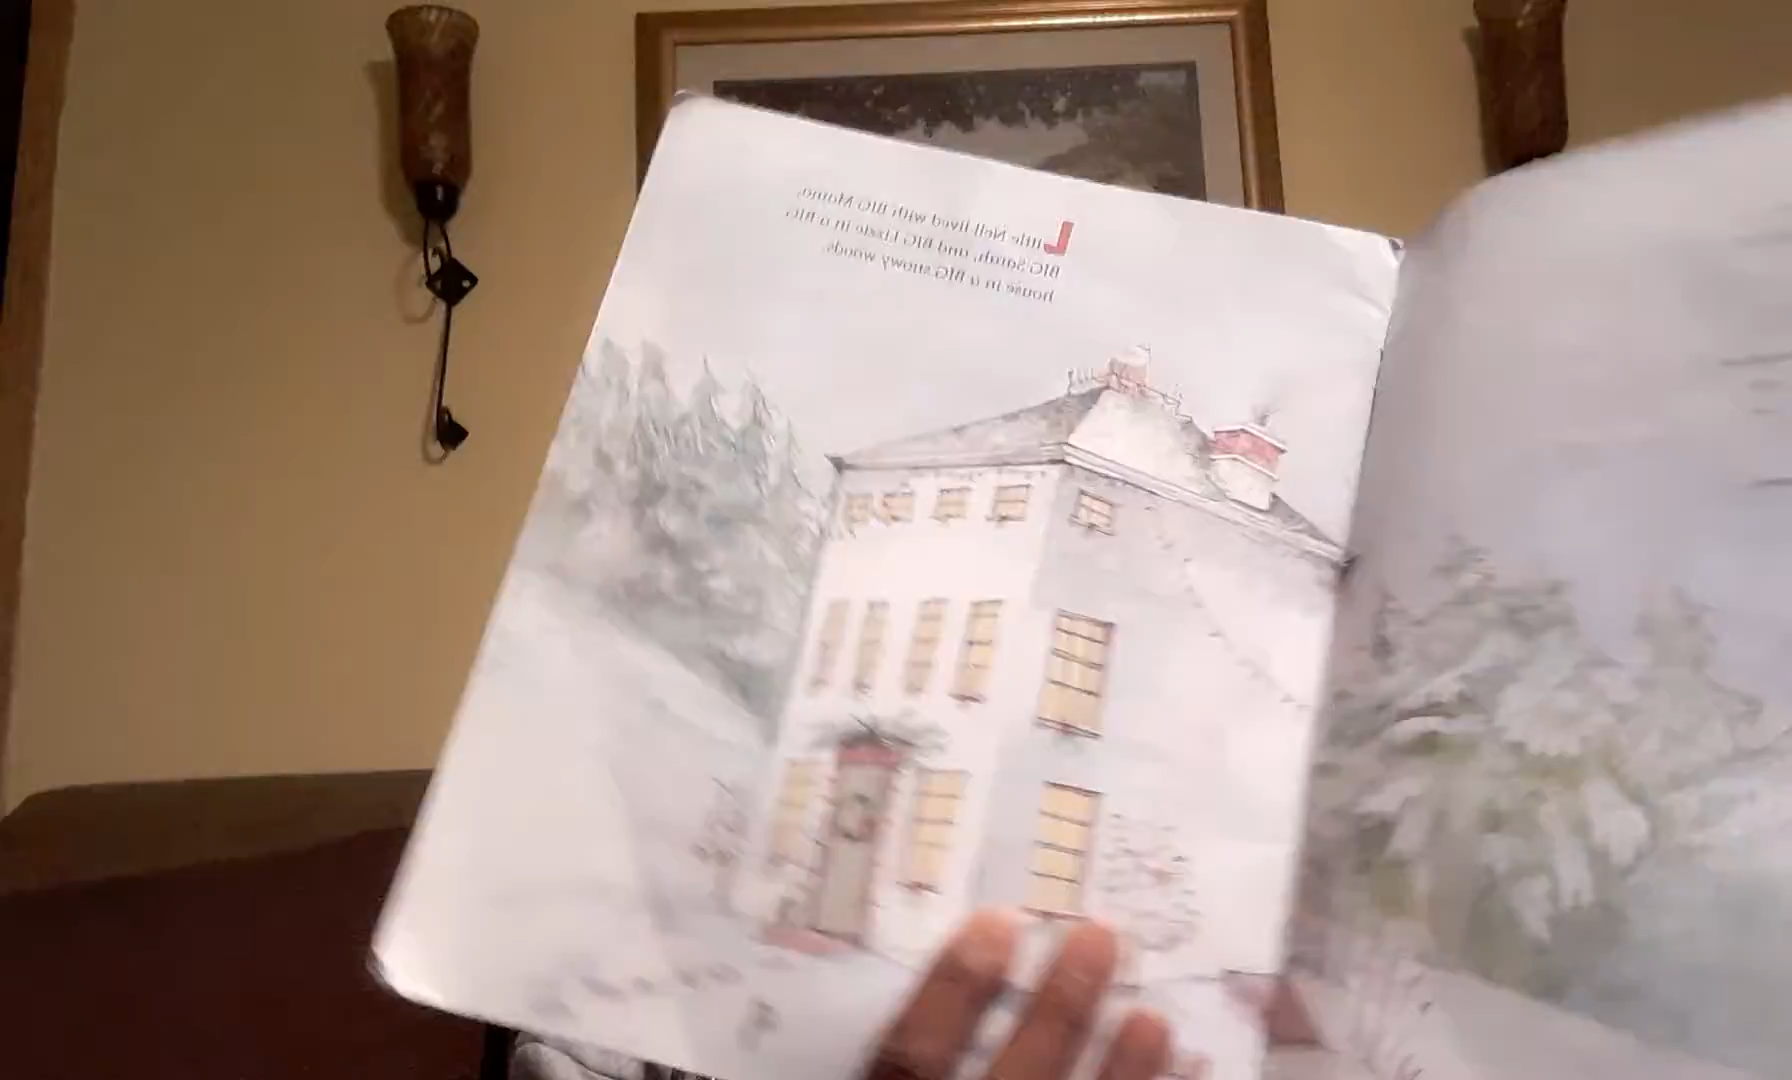 Little Nell lived with BIG Mama,
BIG Sarah, and BIG Lizzie in a BIG
house in a BIG snowy woods.